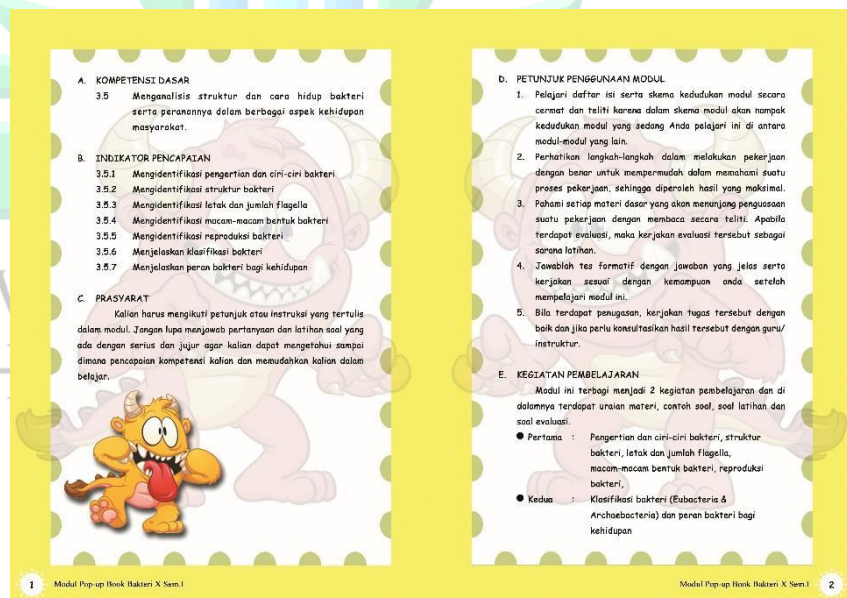 A. KOMPETENSI DASAR
3.5 Menganalisis struktur dan cara hidup bakteri
serta peranannya dalam berbagai aspek kehidupan
masyarakat.
B. INDIKATOR PENCAPAIAN
3.5.1 Mengidentifikasi pengertian dan ciri-ciri bakteri
3.5.2 Mengidentifikasi struktur bakteri
3.5.3 Mengidentifikasi letak dan jumlah flagella
3.5.4 Mengidentifikasi macam-macam bentuk bakteri
3.5.5 Mengidentifikasi reproduksi bakteri
3.5.6 Menjelaskan klasifikasi bakteri
3.5.7 Menjelaskan peran bakteri bagi kehidupan
C. PRASYARAT
Kalian harus mengikuti petunjuk atau instruksi yang tertulis
dalam modul. Jangan lupa menjawab pertanyaan dan latihan soal yang
ada dengan serius dan jujur agar kalian dapat mengetahui sampai
dimana pencapaian kompetensi kalian dan memudahkan kalian dalam
belajar.
1 Modul Pop-up Book Bakteri X Sem.1
D. PETUNJUK PENGGUNAAN MODUL
1. Pelajari daftar isi serta skema kedudukan modul secara
cermat dan teliti karena dalam skema modul akan nampak
kedudukan modul yang sedang Anda pelajari ini di antara
modul-modul yang lain.
2. Perhatikan langkah-langkah dalam melakukan pekerjaan
dengan benar untuk mempermudah dalam memahami suatu
proses pekerjaan, sehingga diperoleh hasil yang maksimal.
3. Pahami setiap materi dasar yang akan menunjang penguasaan
suatu pekerjaan dengan membaca secara teliti. Apabila
terdapat evaluasi, maka kerjakan evaluasi tersebut sebagai
sarana latihan.
4. Jawablah tes formatif dengan jawaban yang jelas serta
kerjakan sesuai dengan kemampuan anda setelah
mempelajari modul ini.
5. Bila terdapat penugasan, kerjakan tugas tersebut dengan
baik dan jika perlu konsultasikan hasil tersebut dengan guru/
instruktur.
E. KEGIATAN PEMBELAJARAN
Modul ini terbagi menjadi 2 kegiatan pembelajaran dan di
dalamnya terdapat uraian materi, contoh soal, soal latihan dan
soal evaluasi.
● Pertama : Pengertian dan ciri-ciri bakteri, struktur
bakteri, letak dan jumlah flagella,
macam-macam bentuk bakteri, reproduksi
bakteri,
● Kedua : Klasifikasi bakteri (Eubacteria &
Archaebacteria) dan peran bakteri bagi
kehidupan
Modul Pop-up Book Bakteri X Sem.1 2